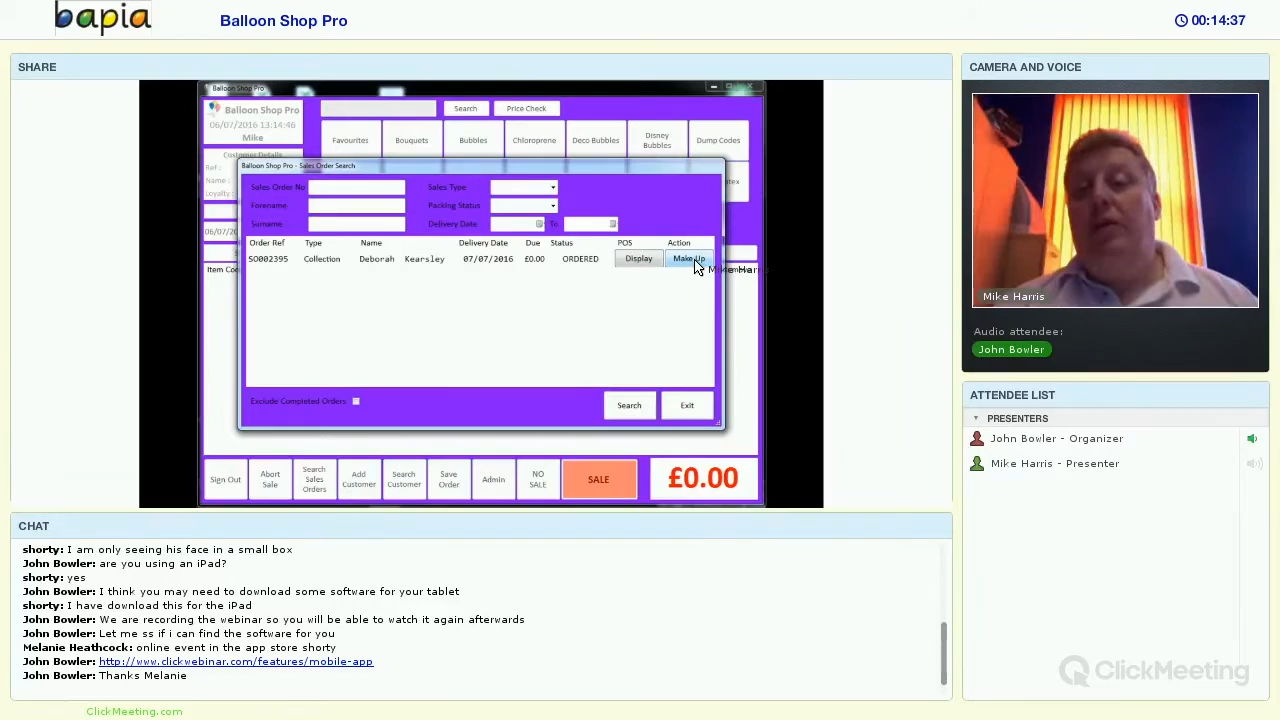 bapia
Balloon Shop Pro
00:14:37
SHARE
Balloon Shop Pro
Balloon Shop Pro
06/07/2016 13:14:46
Mike
Customer Details
Ref :
Name :
Loyalty :
Search
Price Check
Favourites
Bouquets
Bubbles
Chloroprene
Deco Bubbles
Disney
Bubbles
Dump Codes
Balloon Shop Pro - Sales Order Search
Sales Order No
Sales Type
Forename
Packing Status
Surname
Delivery Date
To
Order Ref Type Name Delivery Date Due Status POS Action
SO002395 Collection Deborah Kearsley 07/07/2016 £0.00 ORDERED Display Make Up
Mike Harri
Exclude Completed Orders
Search
Exit
Sign Out
Abort
Sale
Search
Sales
Orders
Add
Customer
Search
Customer
Save
Order
Admin
NO
SALE
SALE
£0.00
CAMERA AND VOICE
Mike Harris
Audio attendee:
John Bowler
ATTENDEE LIST
PRESENTERS
John Bowler - Organizer
Mike Harris - Presenter
CHAT
shorty: I am only seeing his face in a small box
John Bowler: are you using an iPad?
shorty: yes
John Bowler: I think you may need to download some software for your tablet
shorty: I have download this for the iPad
John Bowler: We are recording the webinar so you will be able to watch it again afterwards
John Bowler: Let me ss if i can find the software for you
Melanie Heathcock: online event in the app store shorty
John Bowler: http://www.clickwebinar.com/features/mobile-app
John Bowler: Thanks Melanie
ClickMeeting
ClickMeeting.com